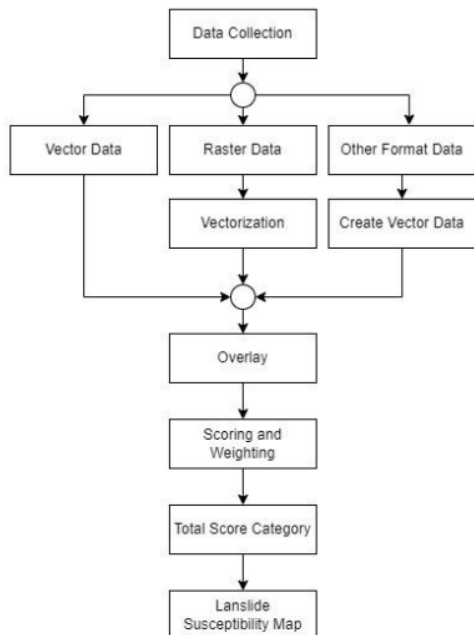 Data Collection
Vector Data
Raster Data
Other Format Data
Vectorization
Create Vector Data
Overlay
Scoring and
Weighting
Total Score Category
Lanslide
Susceptibility Map